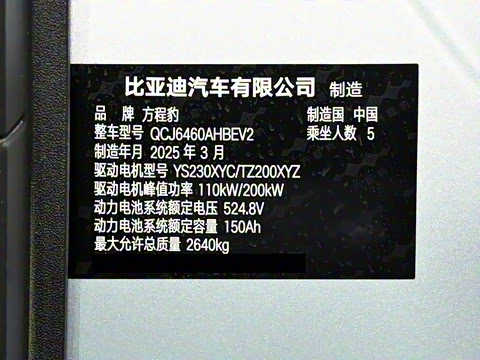 比亚迪汽车有限公司 制造
品 牌 方程豹 制造国 中国
整车型号 QCJ6460AHBEV2 乘坐人数 5
制造年月 2025 年 3 月
驱动电机型号 YS230XYC/TZ200XYZ
驱动电机峰值功率 110kW/200kW
动力电池系统额定电压 524.8V
动力电池系统额定容量 150Ah
最大允许总质量 2640kg